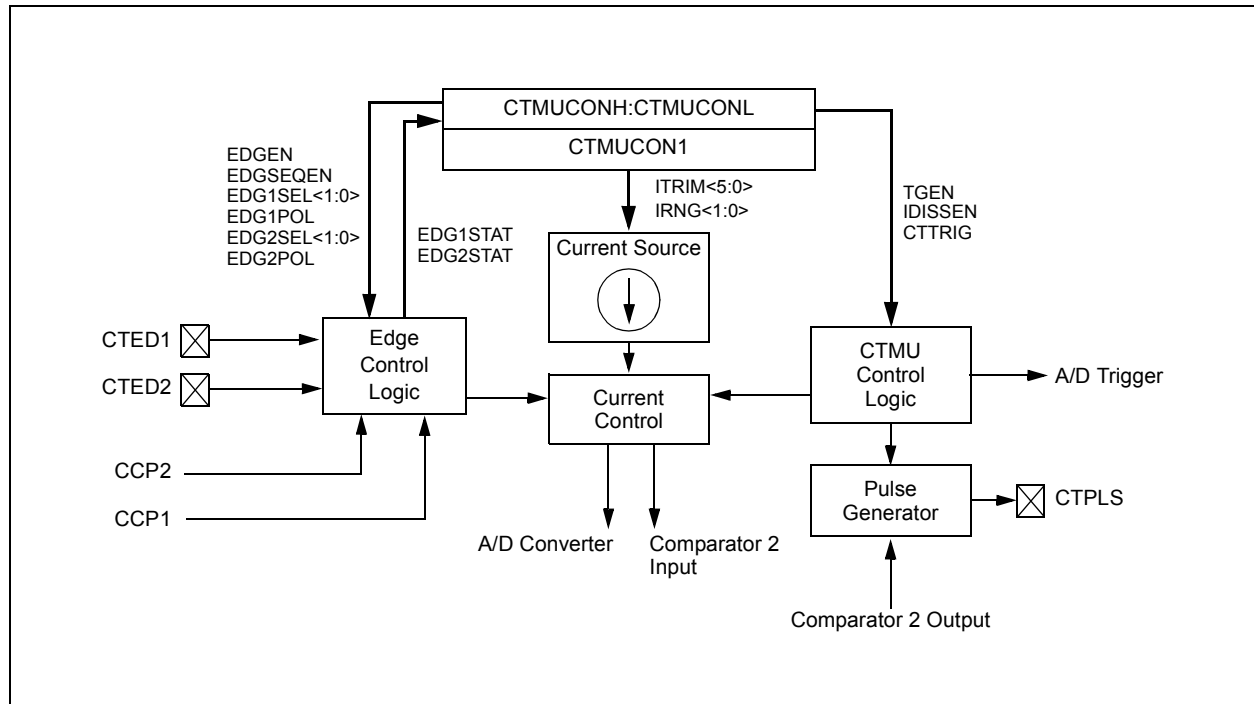 CTMUCONH:CTMUCONL
CTMUCON1
EDGEN
EDGSEQEN
EDG1SEL<1:0>
EDG1POL
EDG2SEL<1:0>
EDG2POL
EDG1STAT
EDG2STAT
ITRIM<5:0>
IRNG<1:0>
TGEN
IDISSEN
CTTRIG
Current Source
CTED1
CTED2
Edge
Control
Logic
Current
Control
CTMU
Control
Logic
A/D Trigger
CCP2
CCP1
Pulse
Generator
CTPLS
A/D Converter
Comparator 2
Input
Comparator 2 Output